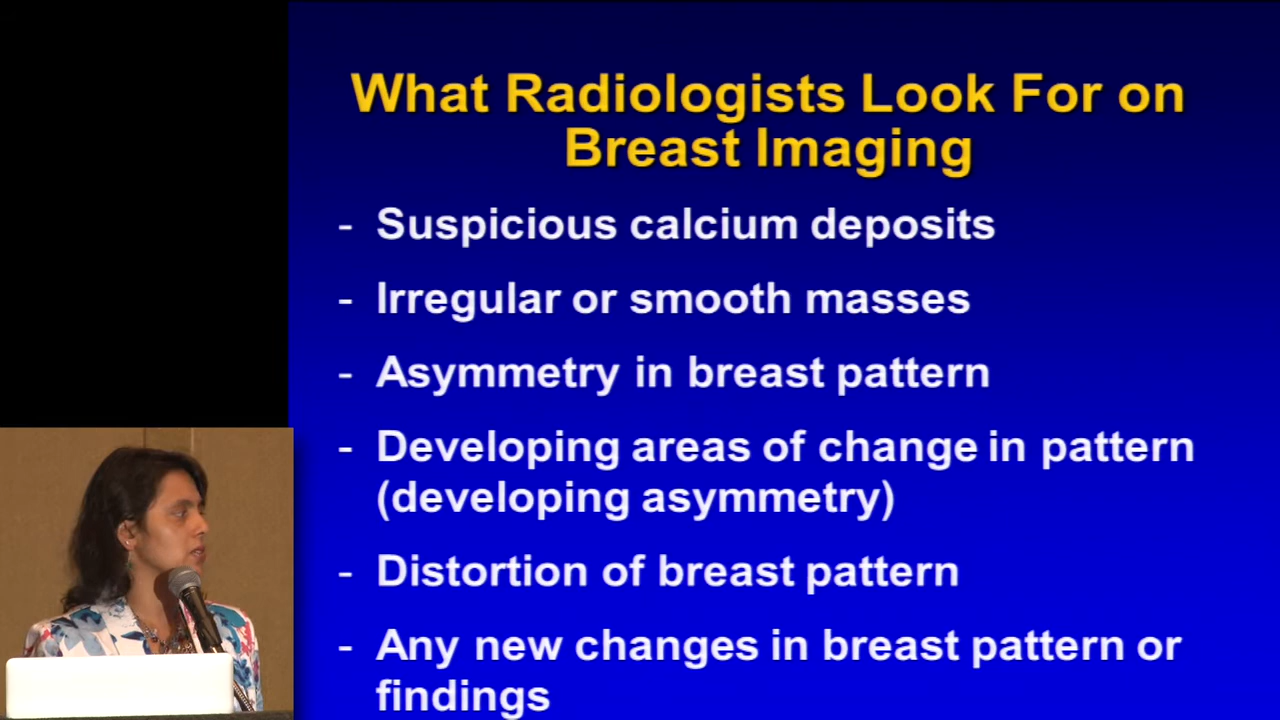 What Radiologists Look For on
Breast Imaging
- Suspicious calcium deposits
- Irregular or smooth masses
- Asymmetry in breast pattern
- Developing areas of change in pattern
(developing asymmetry)
- Distortion of breast pattern
- Any new changes in breast pattern or
findings